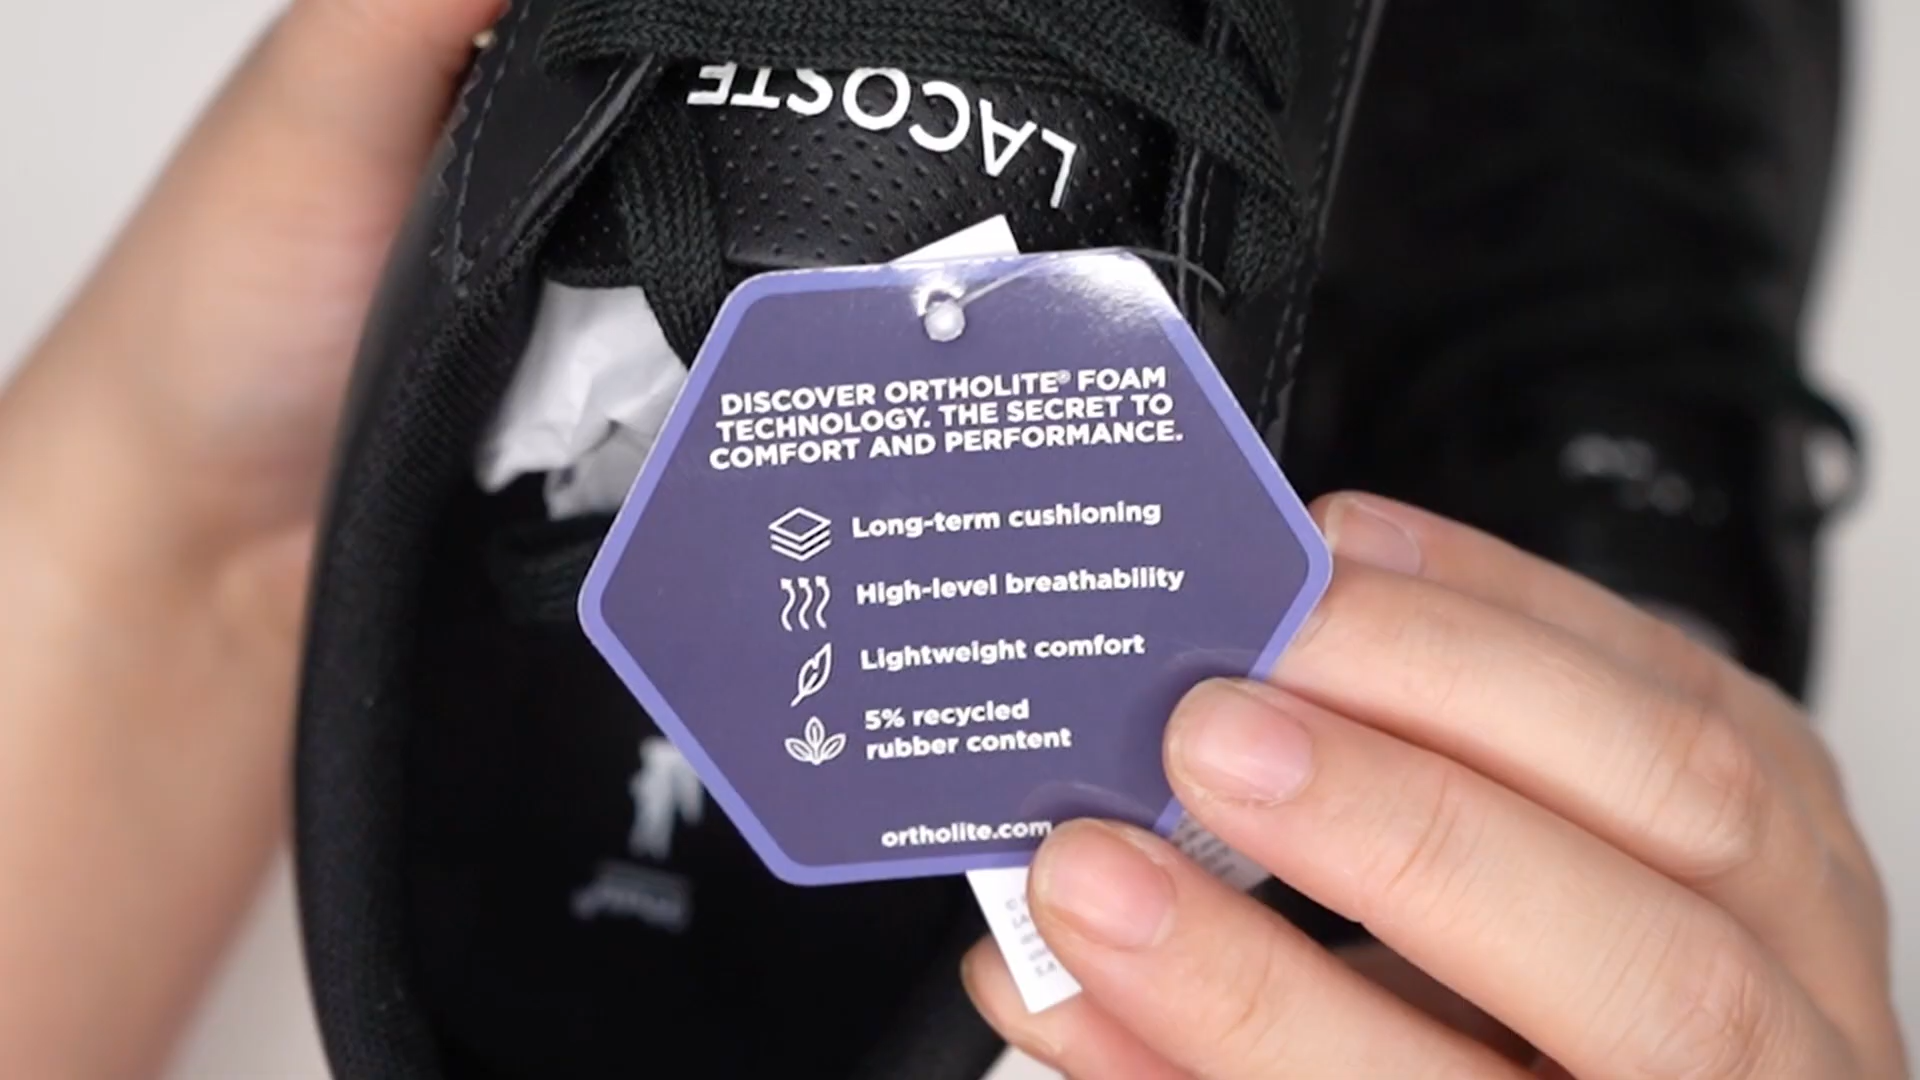 LACOSTE
DISCOVER ORTHOLITE® FOAM
TECHNOLOGY. THE SECRET TO
COMFORT AND PERFORMANCE.
Long-term cushioning
High-level breathability
Lightweight comfort
5% recycled
rubber content
ortholite.com